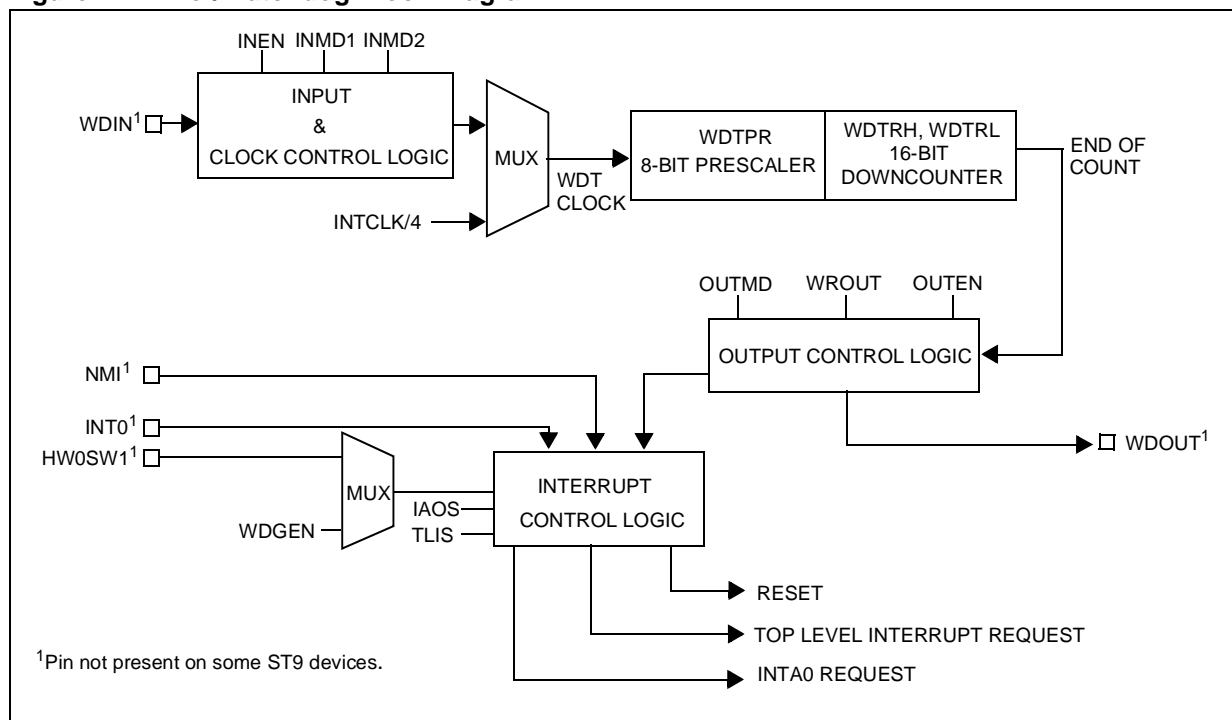 INEN INMD1 INMD2
INPUT
&
CLOCK CONTROL LOGIC
WDIN¹
MUX
WDT
CLOCK
INTCLK/4
WDTPR
8-BIT PRESCALER
WDTRH, WDTRL
16-BIT
DOWNCOUNTER
END OF
COUNT
OUTMD WROUT OUTEN
OUTPUT CONTROL LOGIC
NMI¹
INT0¹
HW0SW1¹
MUX
WDGEN
IAOS
TLIS
INTERRUPT
CONTROL LOGIC
WDOUT¹
RESET
TOP LEVEL INTERRUPT REQUEST
INTA0 REQUEST
¹Pin not present on some ST9 devices.